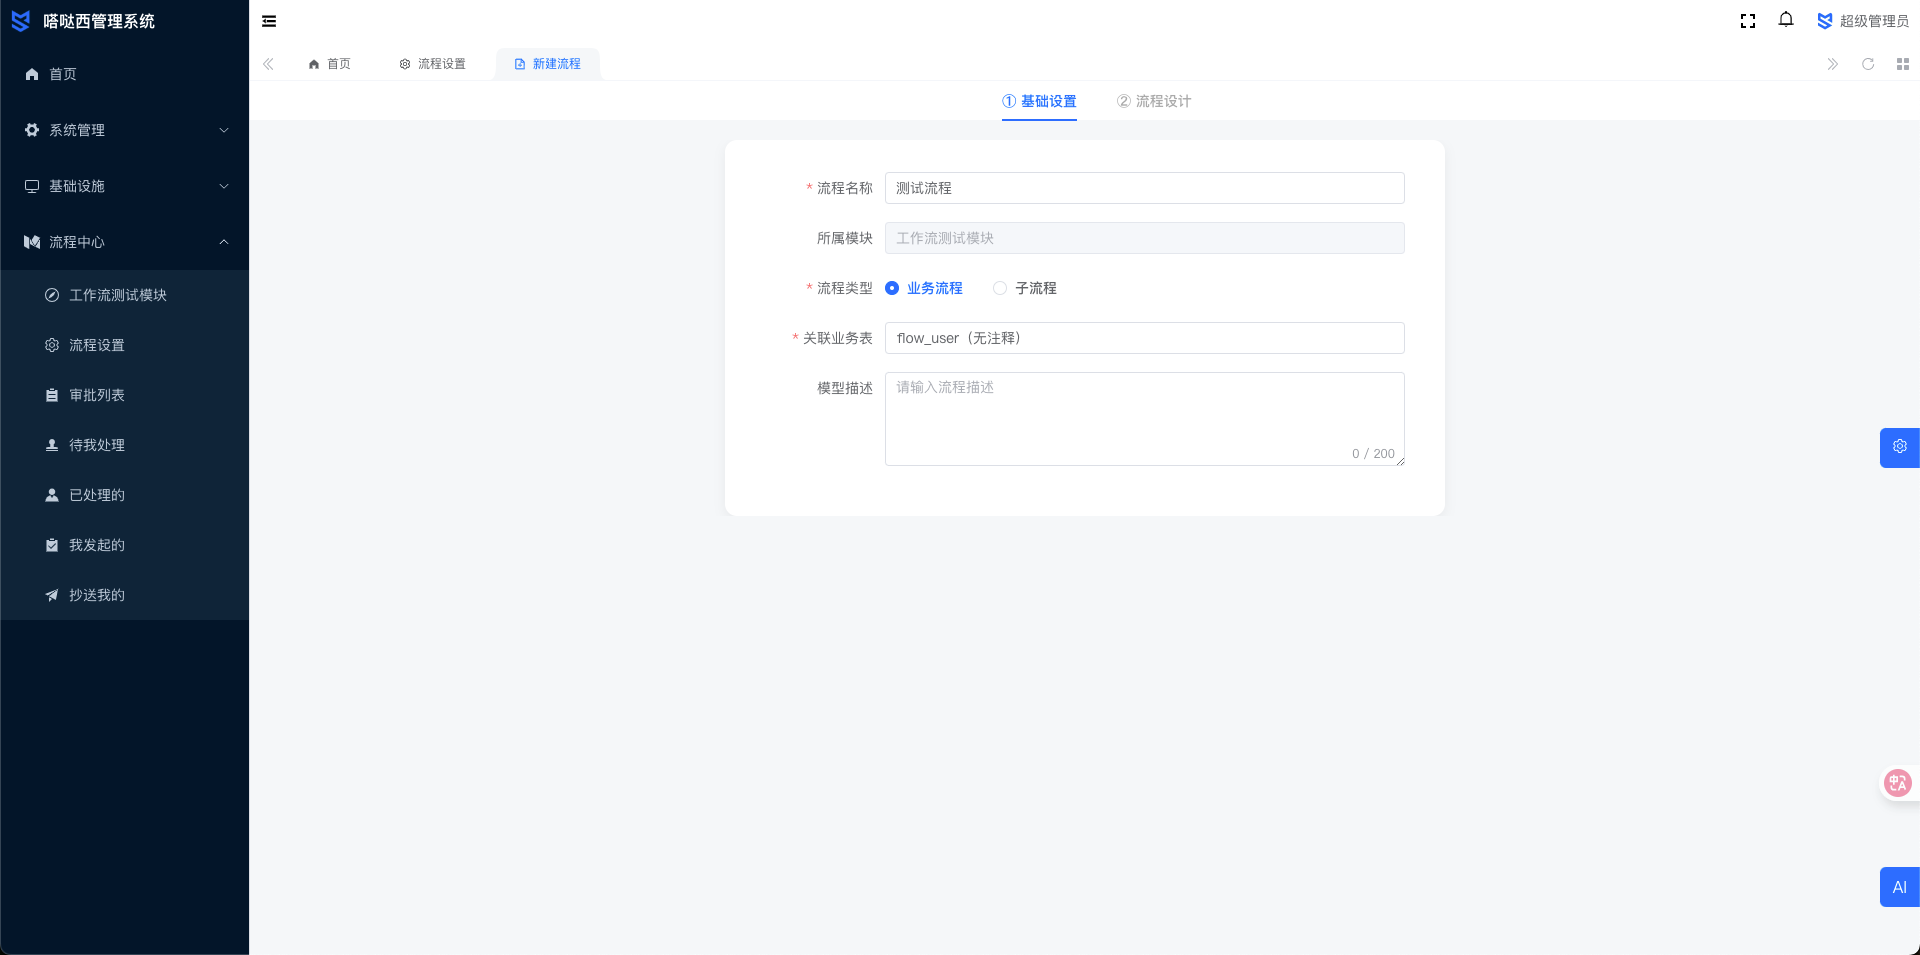 嗒哒西管理系统
首页
系统管理
基础设施
流程中心
工作流测试模块
流程设置
审批列表
待我处理
已处理的
我发起的
抄送我的
超级管理员
首页
流程设置
新建流程
① 基础设置
② 流程设计
* 流程名称
测试流程
所属模块
工作流测试模块
* 流程类型
业务流程
子流程
* 关联业务表
flow_user（无注释）
模型描述
请输入流程描述
0 / 200
中A
AI